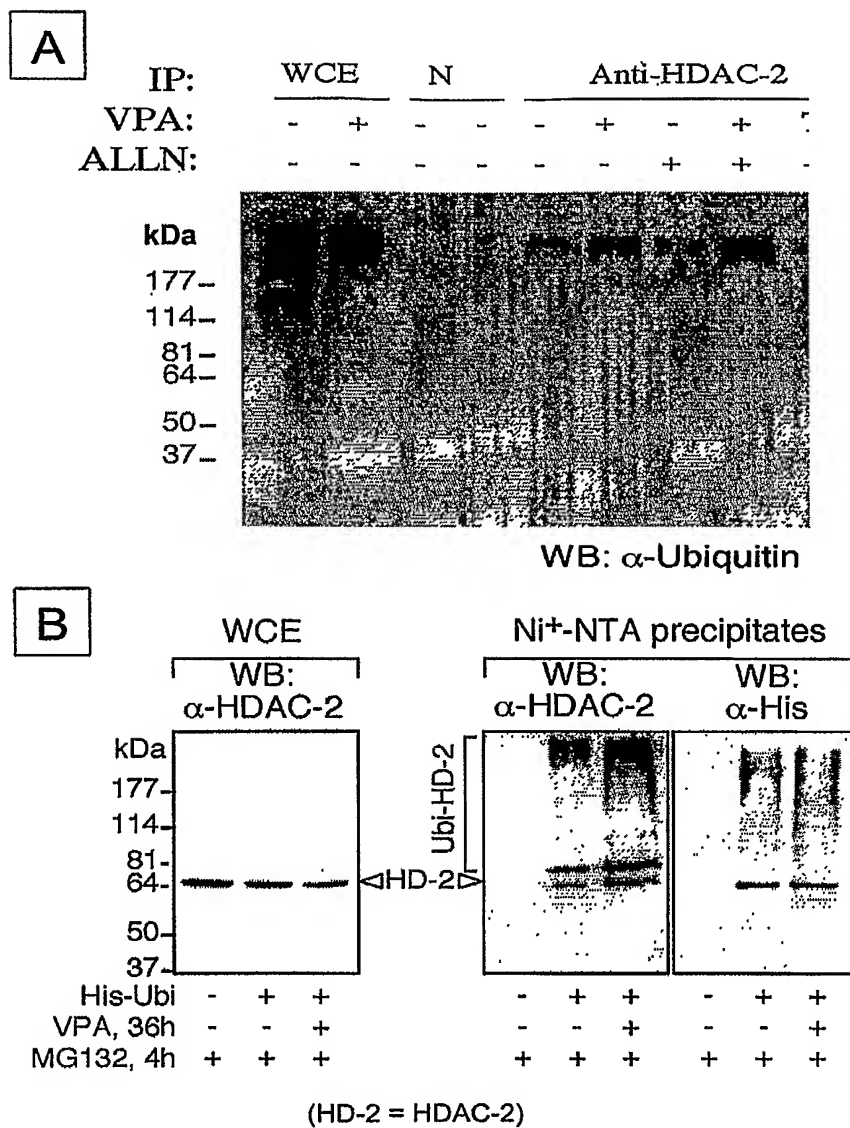 A
IP: WCE N Anti-HDAC-2
VPA: - + - - - + - + -
ALLN: - - - - - - + + -
kDa
177
114
81
64
50
37
WB: α-Ubiquitin
B
WCE Ni+-NTA precipitates
WB: WB: WB:
α-HDAC-2 α-HDAC-2 α-His
kDa
177
114
81
64
50
37
Ubi-HD-2
HD-2
His-Ubi - + + - + + - + +
VPA, 36h - - + - - + - - +
MG132, 4h + + + + + + + + +
(HD-2 = HDAC-2)